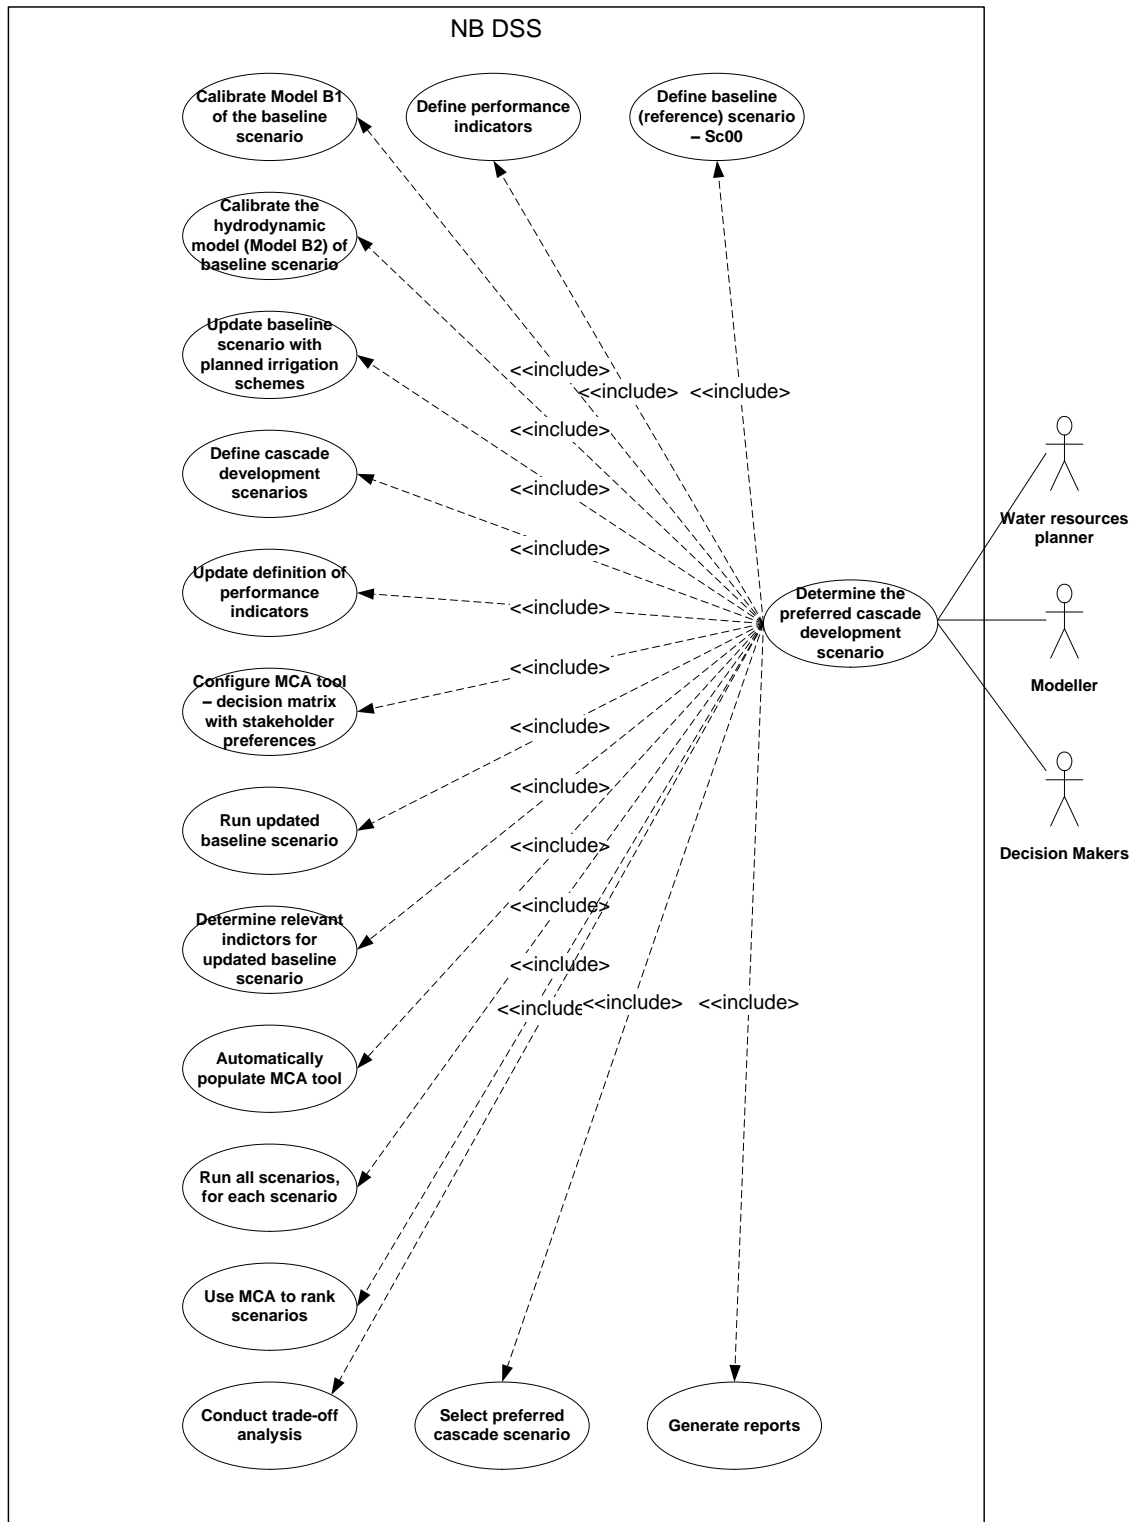 NB DSS
Calibrate Model B1
of the baseline
scenario
Define performance
indicators
Define baseline
(reference) scenario
– Sc00
Calibrate the
hydrodynamic
model (Model B2) of
baseline scenario
Update baseline
scenario with
planned irrigation
schemes
<<include>
<<include>
<<include>
<<include>
Define cascade
development
scenarios
<<include>
<<include>
Update definition of
performance
indicators
<<include>
Configure MCA tool
– decision matrix
with stakeholder
preferences
<<include>
Run updated
baseline scenario
<<include>
Determine relevant
indictors for
updated baseline
scenario
<<include>
Automatically
populate MCA tool
<<include>
Run all scenarios,
for each scenario
<<include>
Use MCA to rank
scenarios
<<include>
<<include
<<include>
<<include>
Conduct trade-off
analysis
Select preferred
cascade scenario
Generate reports
Determine the
preferred cascade
development
scenario
Water resources
planner
Modeller
Decision Makers